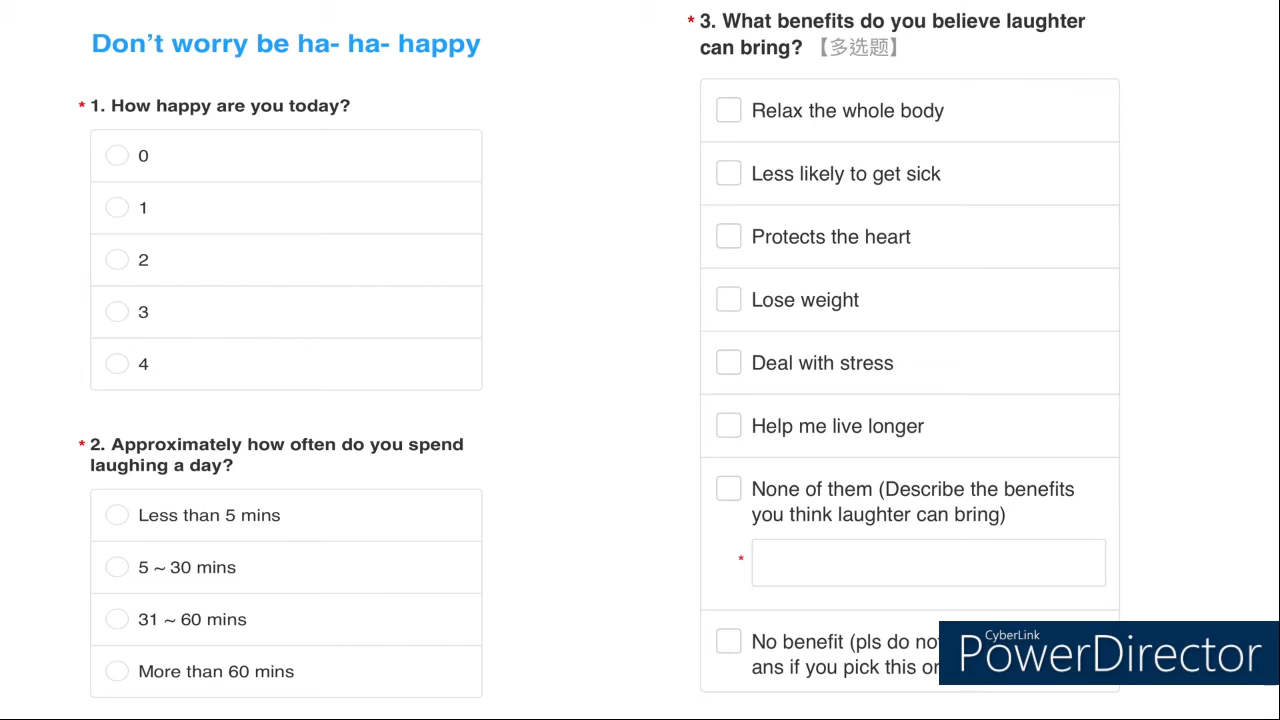 Don’t worry be ha- ha- happy
* 1. How happy are you today?
0
1
2
3
4
* 2. Approximately how often do you spend
laughing a day?
Less than 5 mins
5 ~ 30 mins
31 ~ 60 mins
More than 60 mins
* 3. What benefits do you believe laughter
can bring? 【多选题】
Relax the whole body
Less likely to get sick
Protects the heart
Lose weight
Deal with stress
Help me live longer
None of them (Describe the benefits
you think laughter can bring)
*
No benefit (pls do
ans if you pick this
CyberLink
PowerDirector